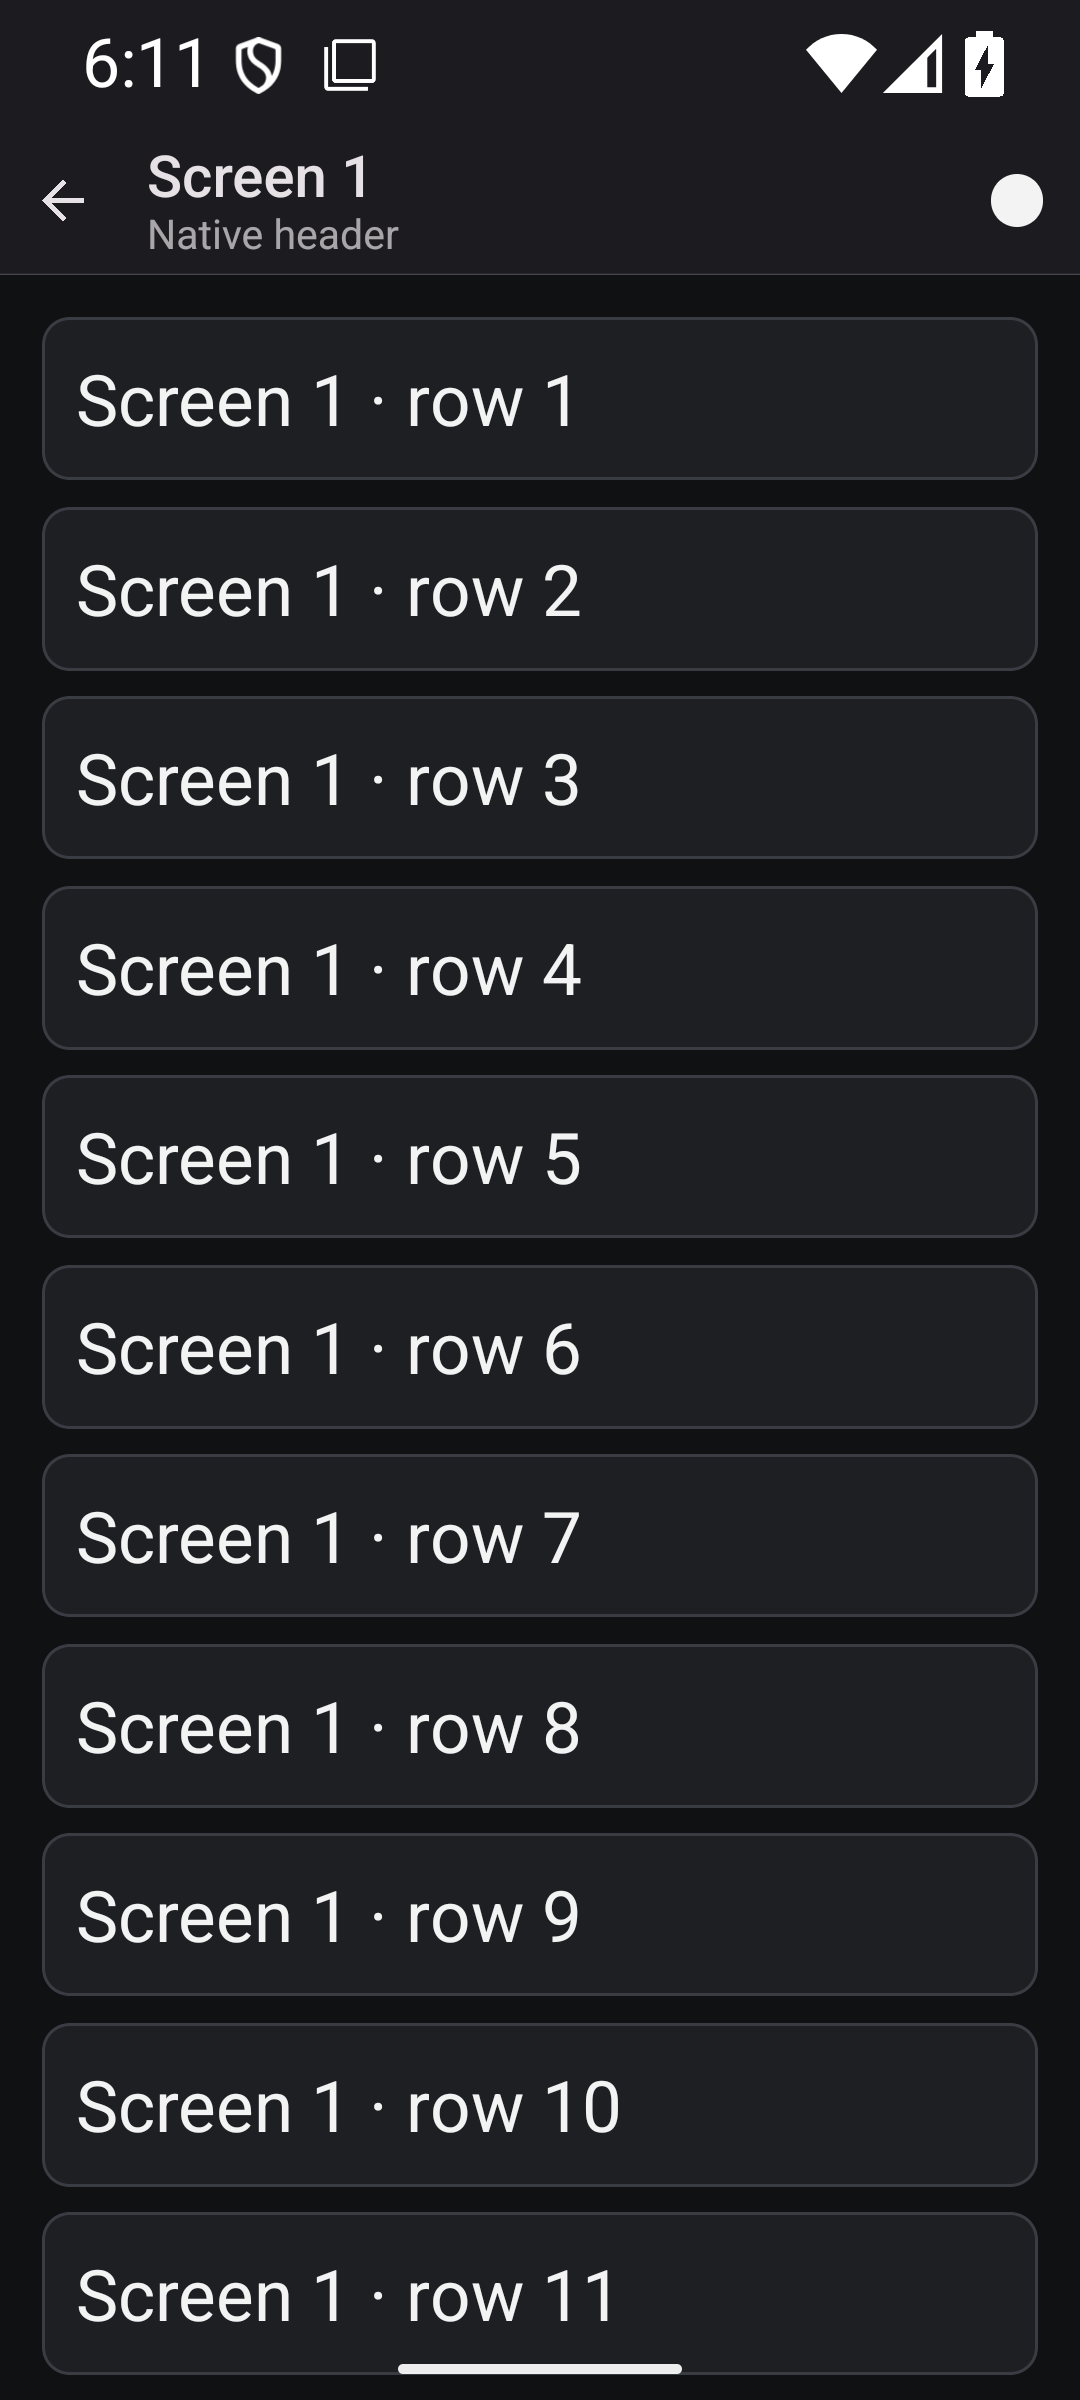 6:11
Screen 1
Native header
Screen 1 · row 1
Screen 1 · row 2
Screen 1 · row 3
Screen 1 · row 4
Screen 1 · row 5
Screen 1 · row 6
Screen 1 · row 7
Screen 1 · row 8
Screen 1 · row 9
Screen 1 · row 10
Screen 1 · row 11